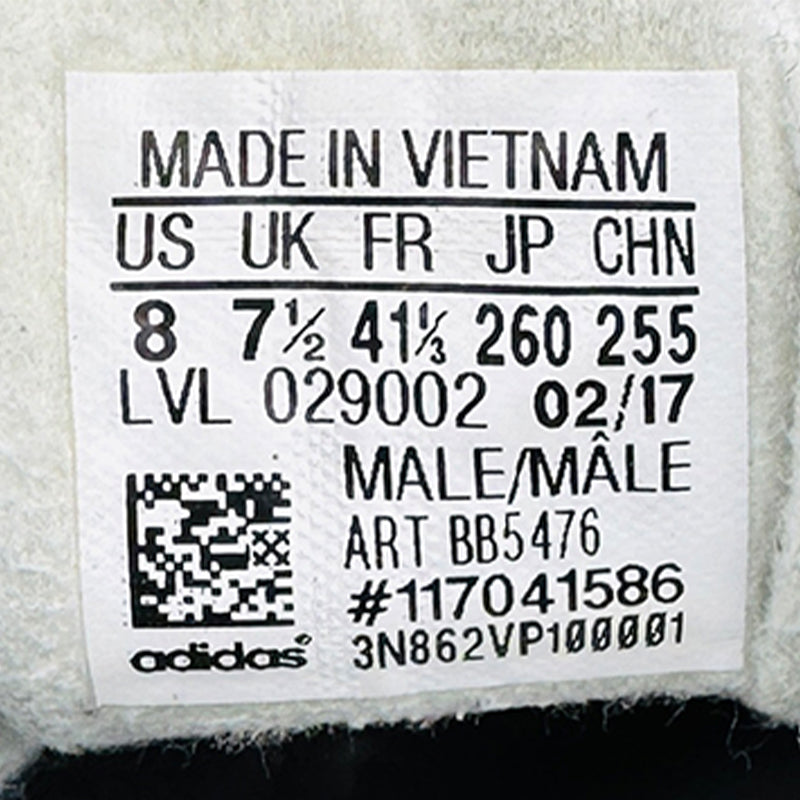 MADE IN VIETNAM
US UK FR JP CHN
8 7½ 41⅓ 260 255
LVL 029002 02/17
MALE/MÂLE
ART BB5476
#117041586
adidas 3N862VP100001